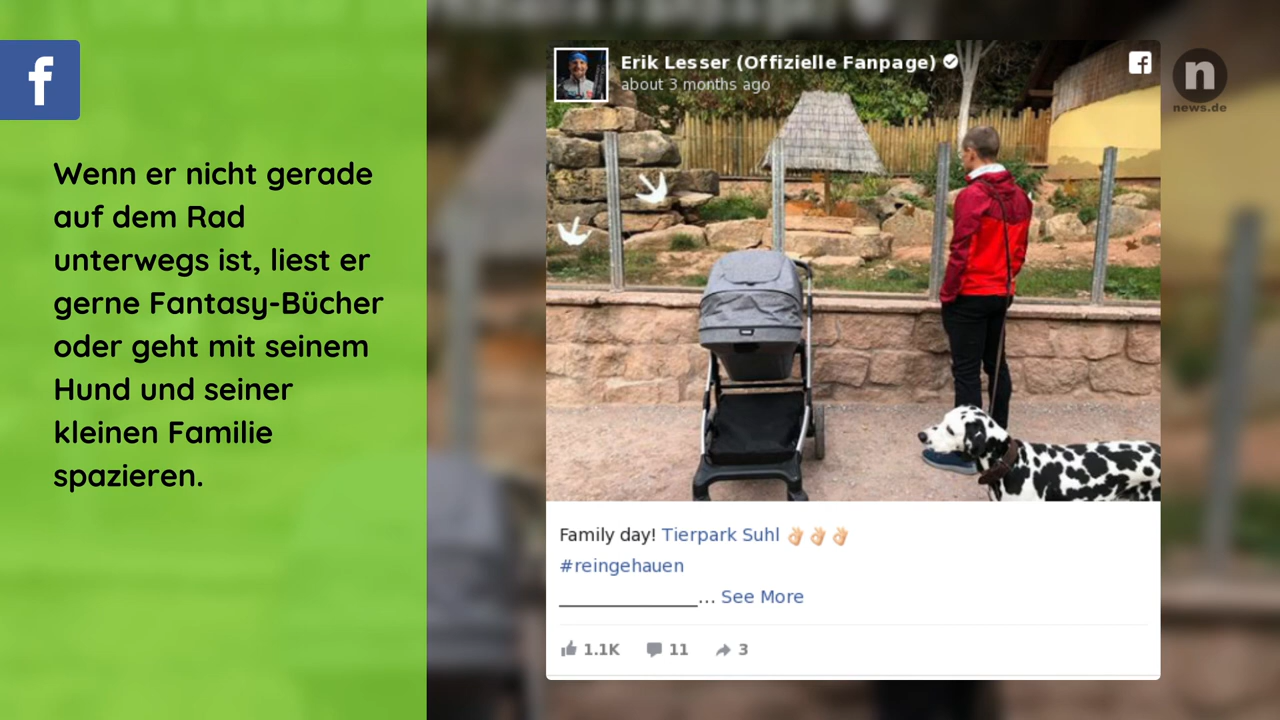 f
Wenn er nicht gerade
auf dem Rad
unterwegs ist, liest er
gerne Fantasy-Bücher
oder geht mit seinem
Hund und seiner
kleinen Familie
spazieren.
Erik Lesser (Offizielle Fanpage)
about 3 months ago
Family day! Tierpark Suhl 👌🏻👌🏻👌🏻
#reingehauen
________________... See More
1.1K 11 3
n
news.de